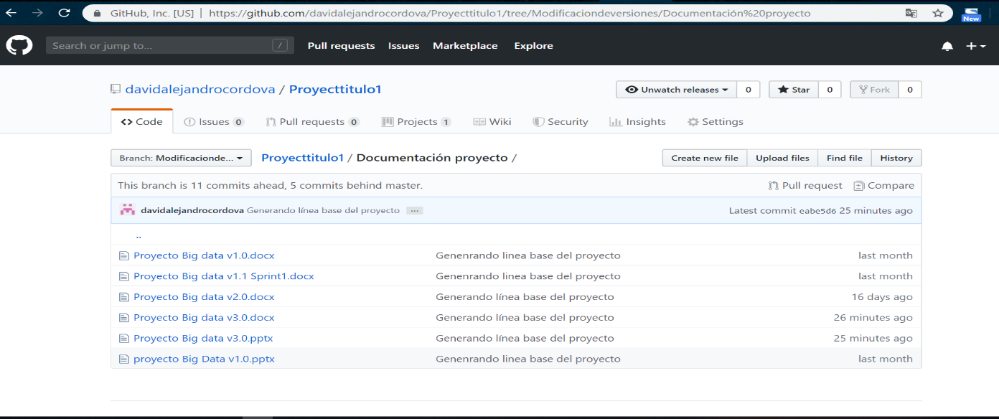 GitHub, Inc. [US] | https://github.com/davidalejandrocordova/Proyecttitulo1/tree/Modificaciondeversiones/Documentación%20proyecto
New
Search or jump to... / Pull requests Issues Marketplace Explore
davidalejandrocordova / Proyecttitulo1 Unwatch releases 0 Star 0 Fork 0
Code Issues 0 Pull requests 0 Projects 1 Wiki Security Insights Settings
Branch: Modificacionde... Proyecttitulo1 / Documentación proyecto / Create new file Upload files Find file History
This branch is 11 commits ahead, 5 commits behind master. Pull request Compare
davidalejandrocordova Generando línea base del proyecto ... Latest commit eabe5d6 25 minutes ago
..
Proyecto Big data v1.0.docx Genenrando linea base del proyecto last month
Proyecto Big data v1.1 Sprint1.docx Genenrando linea base del proyecto last month
Proyecto Big data v2.0.docx Generando línea base del proyecto 16 days ago
Proyecto Big data v3.0.docx Generando línea base del proyecto 26 minutes ago
Proyecto Big data v3.0.pptx Generando línea base del proyecto 25 minutes ago
proyecto Big Data v1.0.pptx Genenrando linea base del proyecto last month